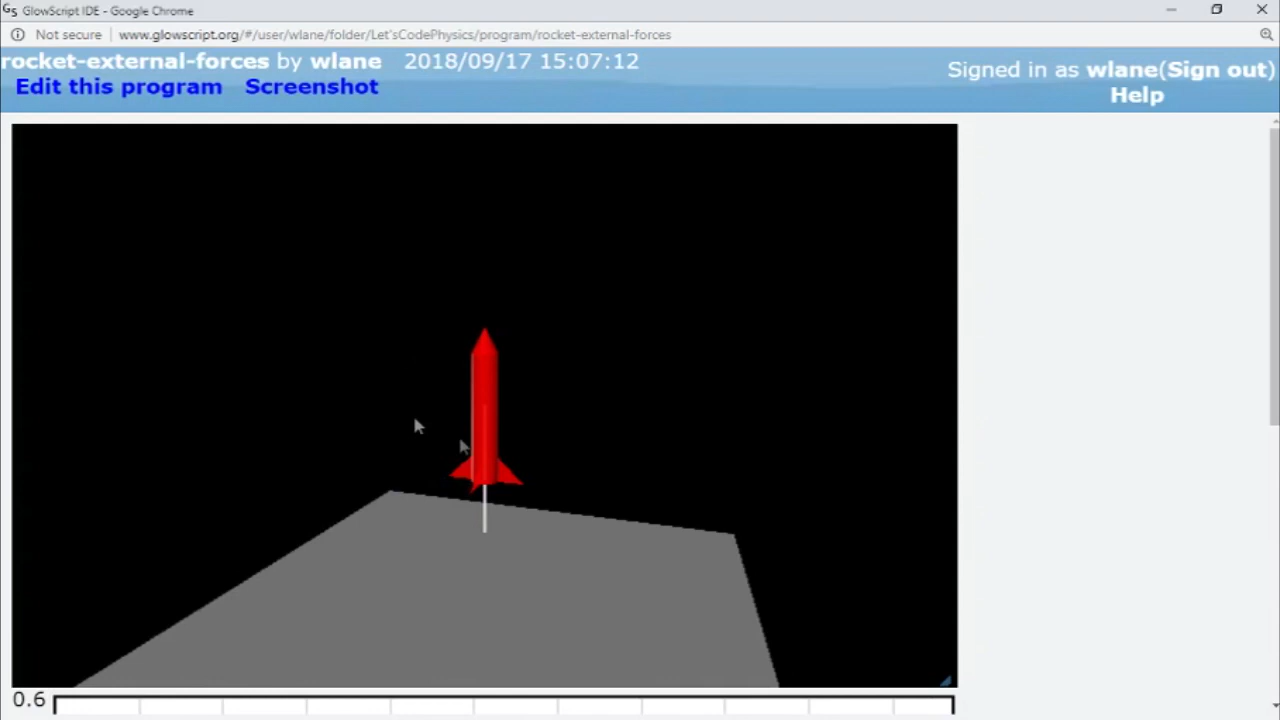 GS GlowScript IDE - Google Chrome
Not secure www.glowscript.org/#/user/wlane/folder/Let'sCodePhysics/program/rocket-external-forces
rocket-external-forces by wlane 2018/09/17 15:07:12
Signed in as wlane(Sign out)
Edit this program Screenshot
Help
0.6